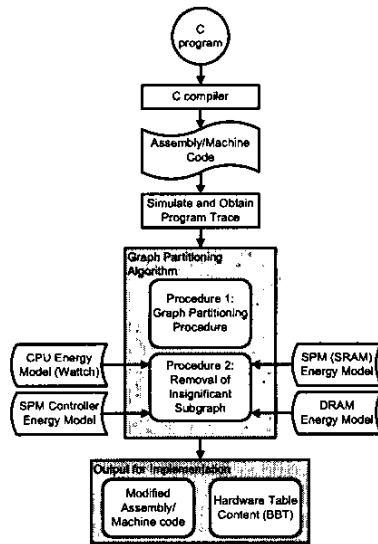 C
program
C compiler
Assembly/Machine
Code
Simulate and Obtain
Program Trace
Graph Partitioning
Algorithm
Procedure 1:
Graph Partitioning
Procedure
CPU Energy
Model (Wattch)
Procedure 2:
Removal of
Insignificant
Subgraph
SPM (SRAM)
Energy Model
SPM Controller
Energy Model
DRAM
Energy Model
Output for Implementation
Modified
Assembly/
Machine code
Hardware Table
Content (BBT)